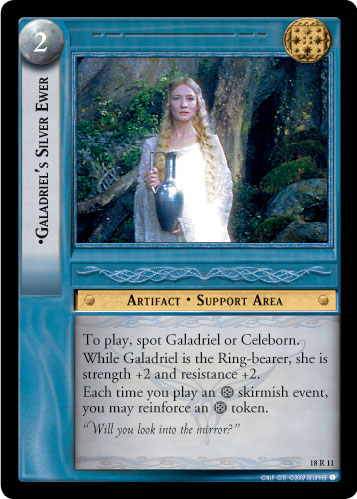 2
•Galadriel's Silver Ewer
Artifact • Support Area
To play, spot Galadriel or Celeborn.
While Galadriel is the Ring-bearer, she is
strength +2 and resistance +2.
Each time you play an skirmish event,
you may reinforce an token.
“Will you look into the mirror?”
18 R 11